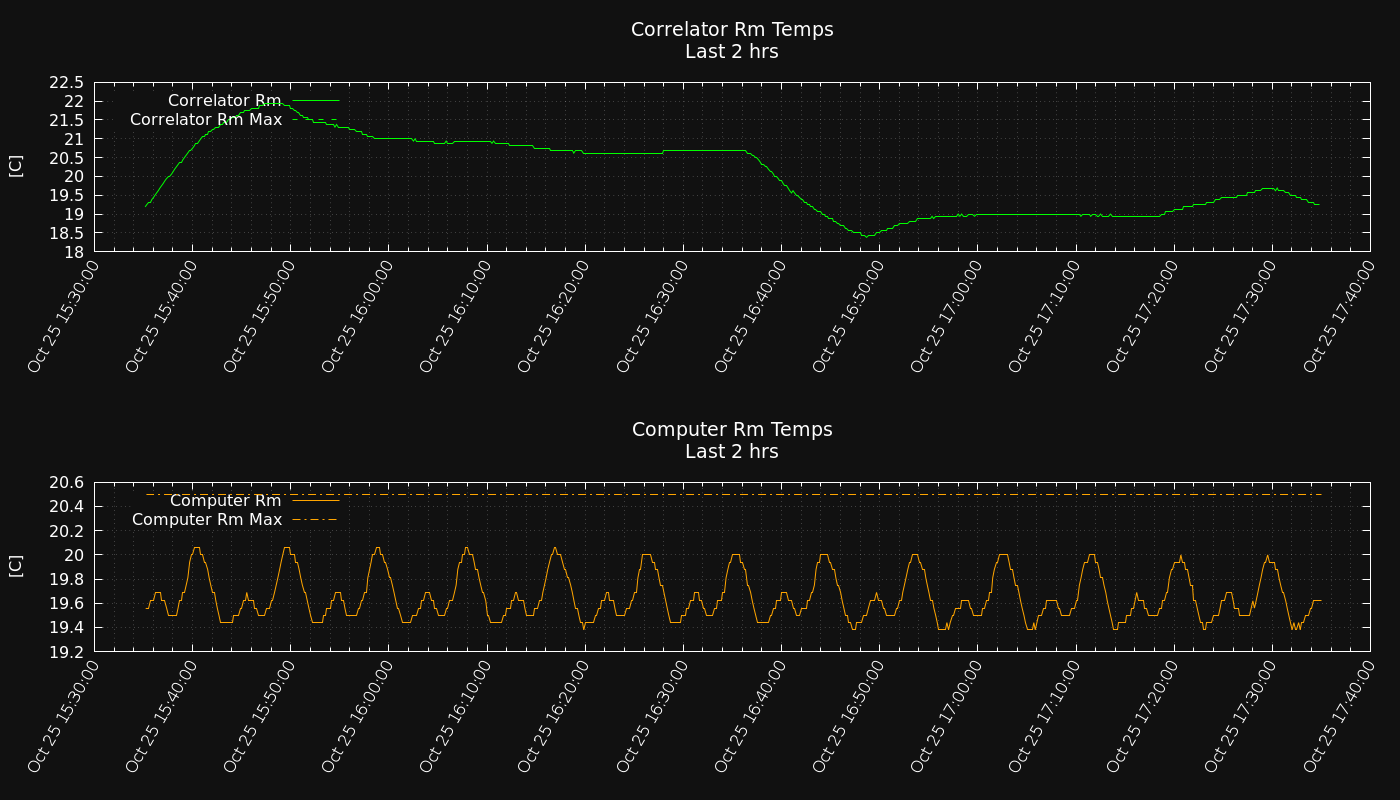 Correlator Rm Temps
Last 2 hrs
22.5
22
21.5
21
20.5
20
19.5
19
18.5
18
[C]
Correlator Rm
Correlator Rm Max
Oct 25 15:30:00
Oct 25 15:40:00
Oct 25 15:50:00
Oct 25 16:00:00
Oct 25 16:10:00
Oct 25 16:20:00
Oct 25 16:30:00
Oct 25 16:40:00
Oct 25 16:50:00
Oct 25 17:00:00
Oct 25 17:10:00
Oct 25 17:20:00
Oct 25 17:30:00
Oct 25 17:40:00
Computer Rm Temps
Last 2 hrs
20.6
20.4
20.2
20
19.8
19.6
19.4
19.2
[C]
Computer Rm
Computer Rm Max
Oct 25 15:30:00
Oct 25 15:40:00
Oct 25 15:50:00
Oct 25 16:00:00
Oct 25 16:10:00
Oct 25 16:20:00
Oct 25 16:30:00
Oct 25 16:40:00
Oct 25 16:50:00
Oct 25 17:00:00
Oct 25 17:10:00
Oct 25 17:20:00
Oct 25 17:30:00
Oct 25 17:40:00